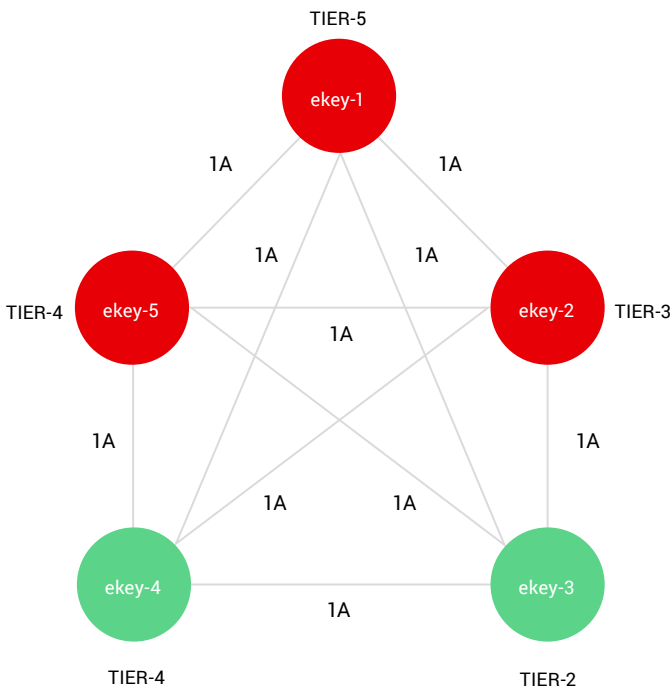 TIER-5
ekey-1
1A
1A
1A
1A
TIER-4
ekey-5
ekey-2
TIER-3
1A
1A
1A
1A
1A
ekey-4
ekey-3
1A
TIER-4
TIER-2